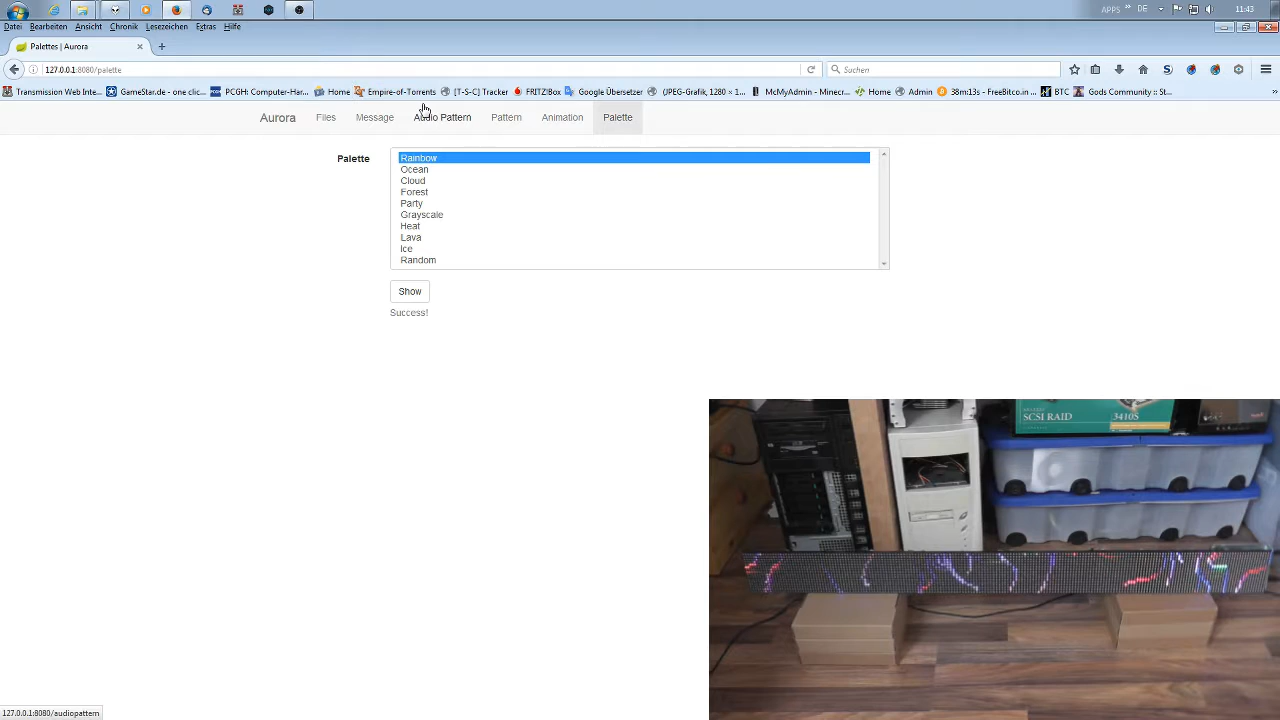 APPS » DE 11:43
Datei Bearbeiten Ansicht Chronik Lesezeichen Extras Hilfe
Palettes | Aurora
127.0.0.1:8080/palette Suchen
Transmission Web Inte... GameStar.de - one clic... PCGH: Computer-Har... Home Empire-of-Torrents [T-S-C] Tracker FRITZ!Box Google Übersetzer (JPEG-Grafik, 1280 × 1... McMyAdmin - Minecr... Home Admin 38m13s - FreeBitco.in BTC Gods Community :: St... »
Aurora Files Message Audio Pattern Pattern Animation Palette
Palette
Rainbow
Ocean
Cloud
Forest
Party
Grayscale
Heat
Lava
Ice
Random
Show
Success!
SCSI RAID 3410S
127.0.0.1:8080/audiopattern